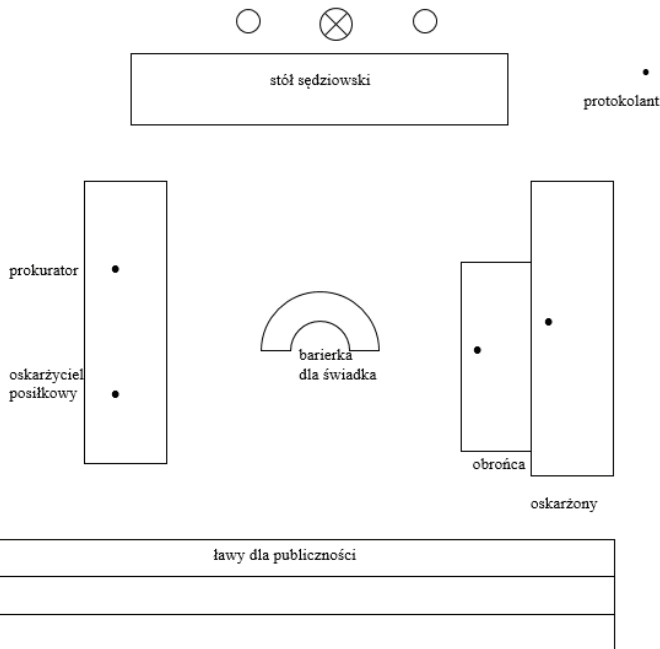 stół sędziowski
protokolant
prokurator
oskarżyciel
posiłkowy
barierka
dla świadka
obrońca
oskarżony
ławy dla publiczności